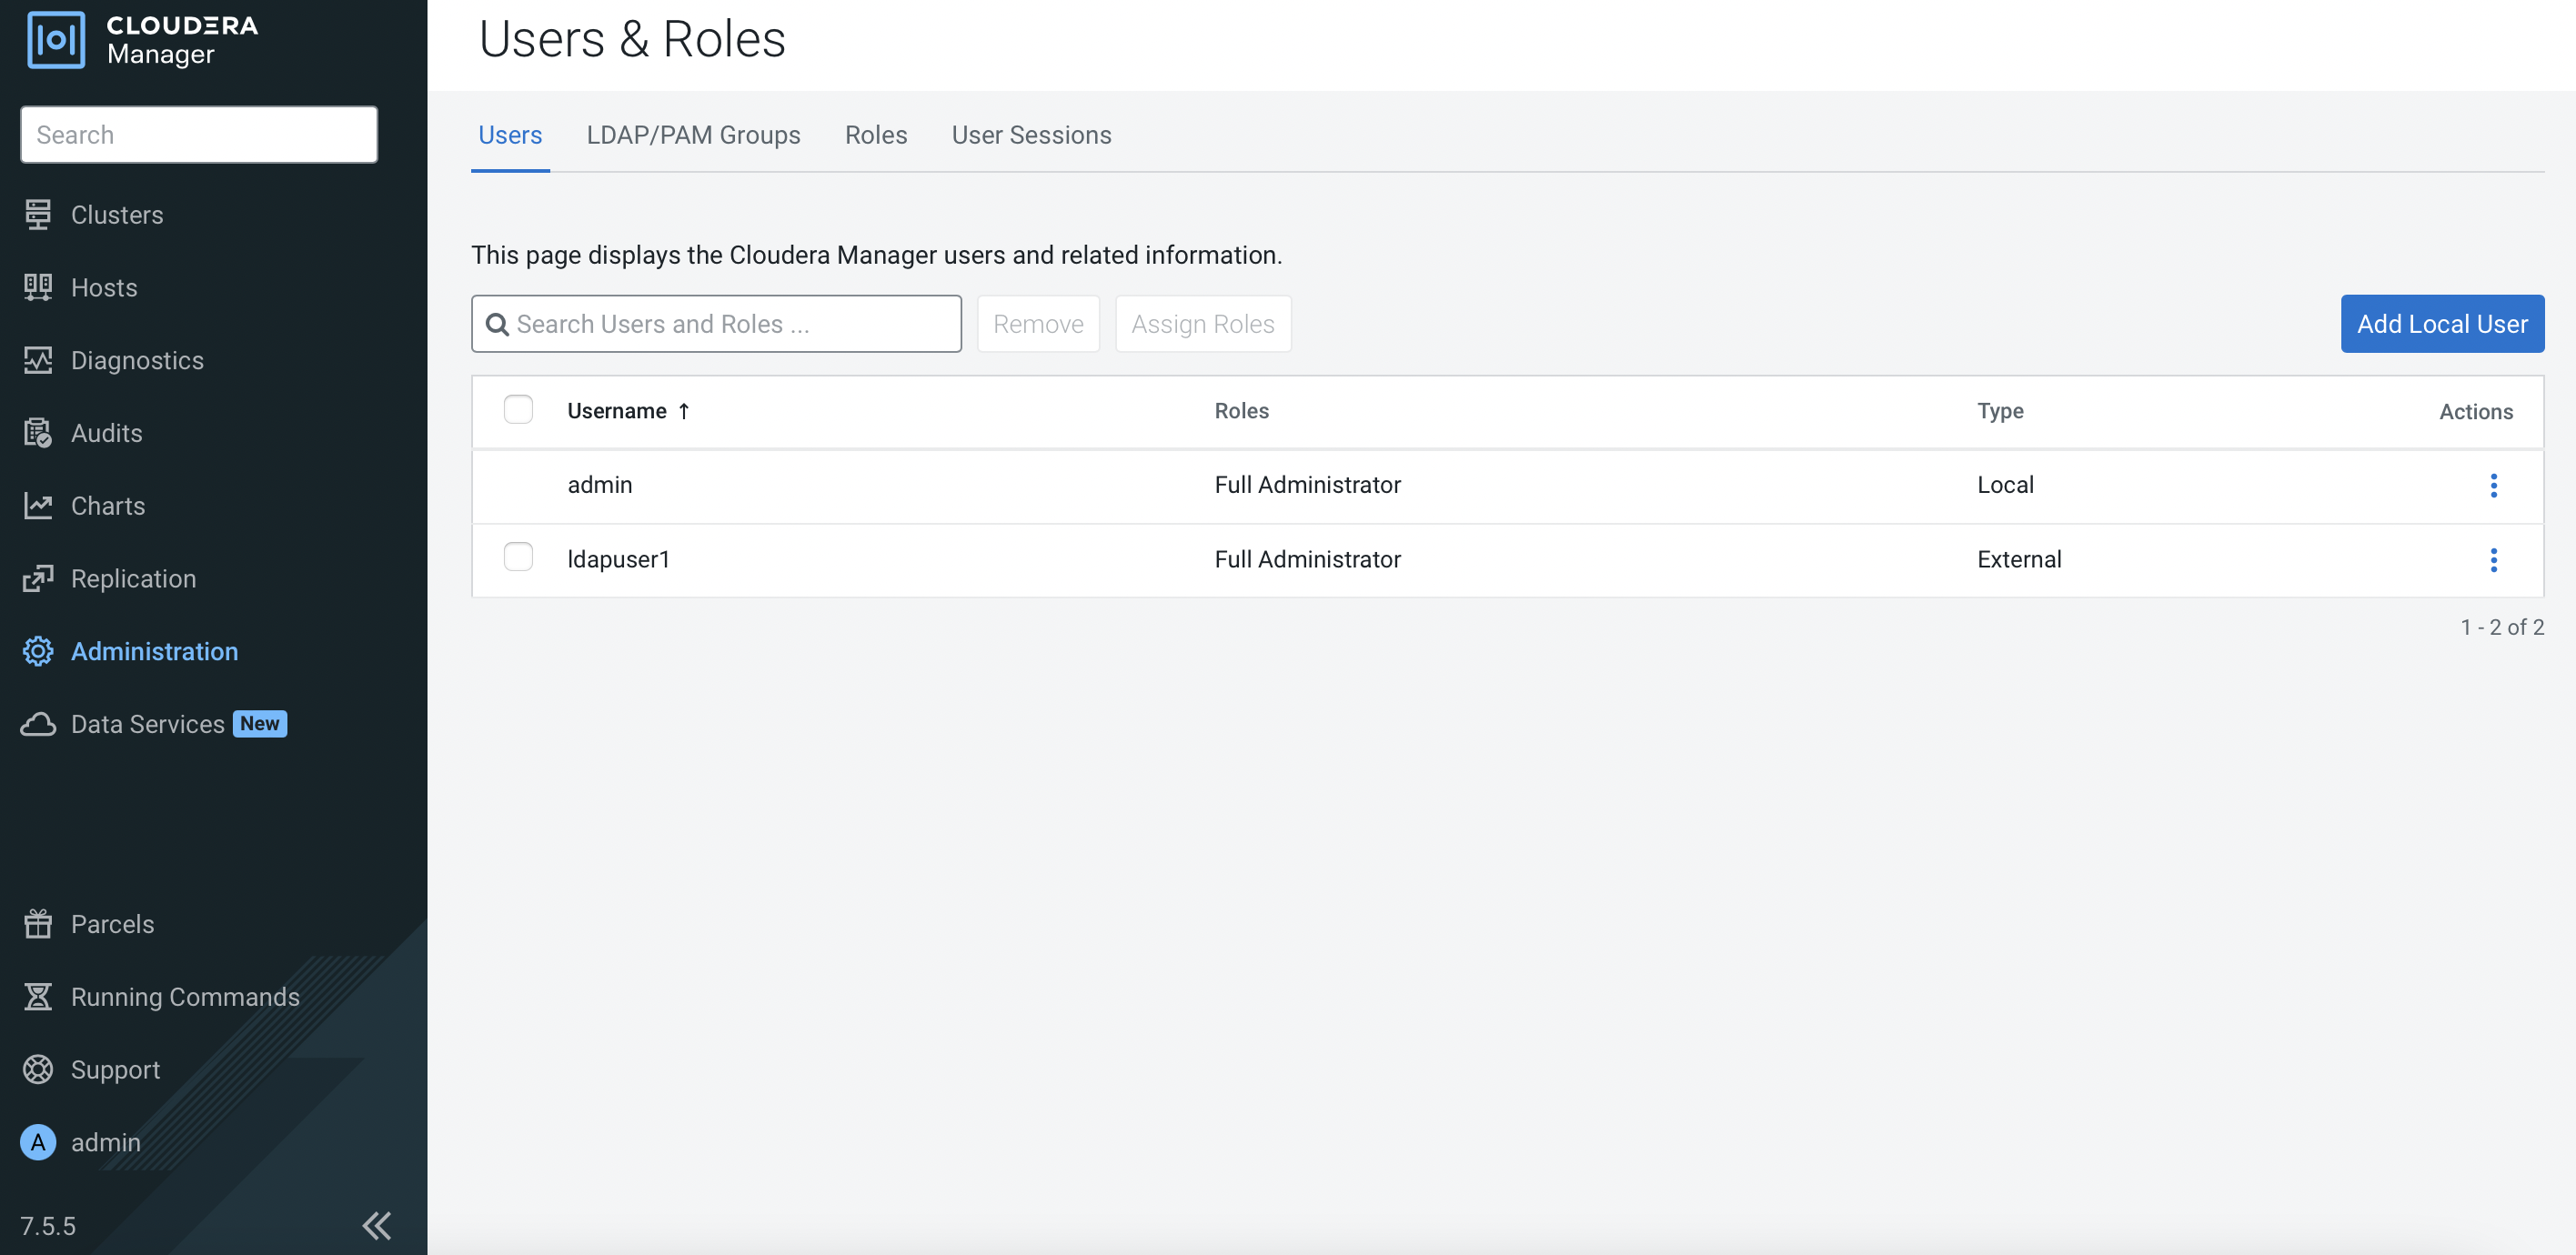 CLOUDERA
Manager
Search
Clusters
Hosts
Diagnostics
Audits
Charts
Replication
Administration
Data Services New
Parcels
Running Commands
Support
A admin
7.5.5
Users & Roles
Users LDAP/PAM Groups Roles User Sessions
This page displays the Cloudera Manager users and related information.
Search Users and Roles ... Remove Assign Roles Add Local User
Username ↑ Roles Type Actions
admin Full Administrator Local
ldapuser1 Full Administrator External
1 - 2 of 2